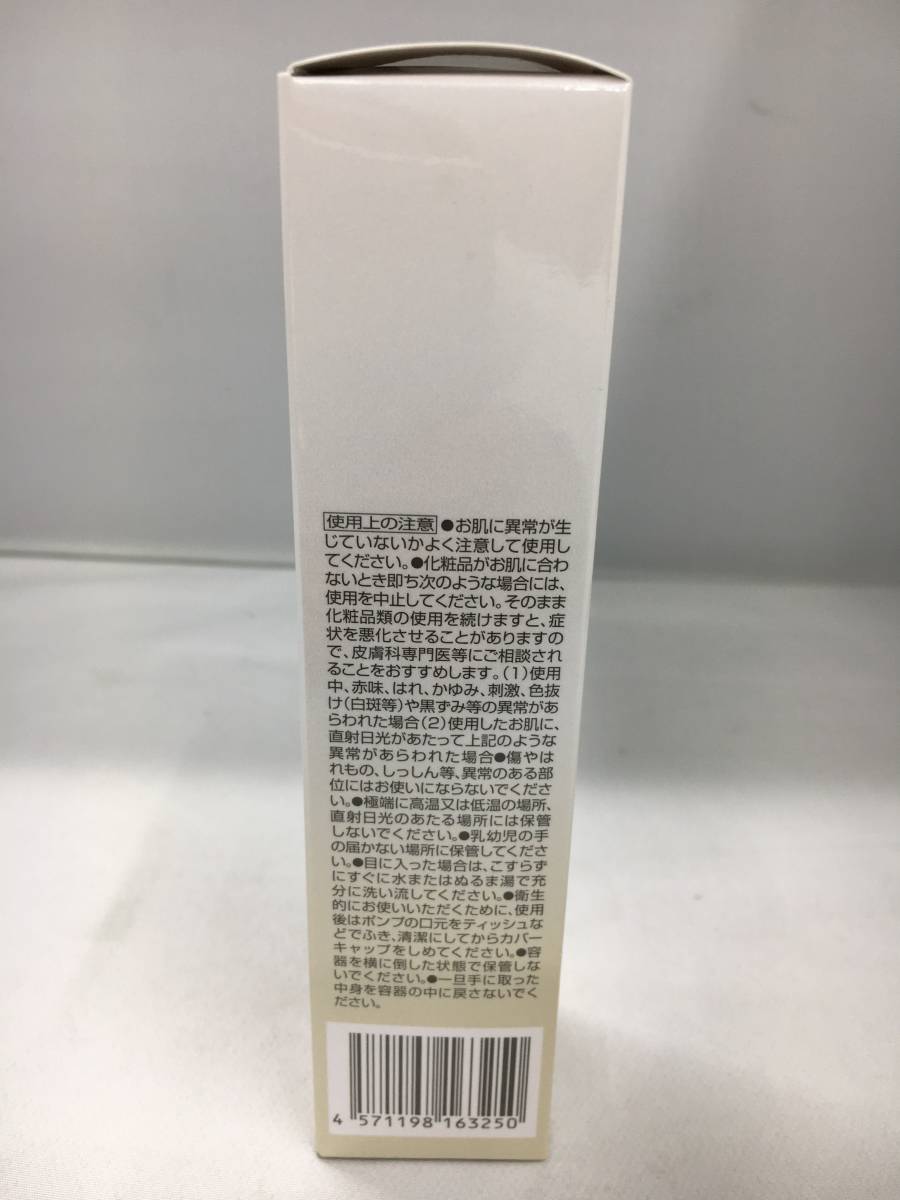 使用上の注意 ●お肌に異常が生
じていないかよく注意して使用し
てください。●化粧品がお肌に合わ
ないとき即ち次のような場合には、
使用を中止してください。そのまま
化粧品類の使用を続けますと、症
状を悪化させることがありますの
で、皮膚科専門医等にご相談され
ることをおすすめします。(1)使用
中、赤味、はれ、かゆみ、刺激、色抜
け(白斑等)や黒ずみ等の異常があ
らわれた場合(2)使用したお肌に、
直射日光があたって上記のような
異常があらわれた場合●傷やは
れもの、しっしん等、異常のある部
位にはお使いにならないでくださ
い。●極端に高温又は低温の場所、
直射日光のあたる場所には保管
しないでください。●乳幼児の手
の届かない場所に保管してくださ
い。●目に入った場合は、こすらず
にすぐに水またはぬるま湯で充
分に洗い流してください。●衛生
的にお使いいただくために、使用
後はポンプの口元をティッシュな
どでふき、清潔にしてからカバー
キャップをしめてください。●容
器を横に倒した状態で保管しな
いでください。●一旦手に取った
中身を容器の中に戻さないでく
ださい。
4 571198 163250